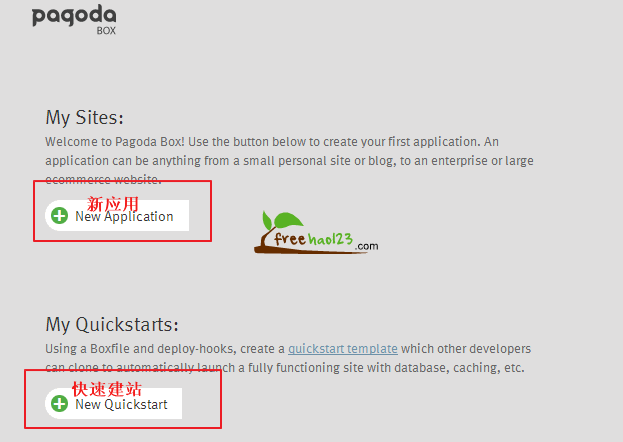 pagoda
BOX
My Sites:
Welcome to Pagoda Box! Use the button below to create your first application. An
application can be anything from a small personal site or blog, to an enterprise or large
ecommerce website.
新应用
New Application
freehao123.com
My Quickstarts:
Using a Boxfile and deploy-hooks, create a quickstart template which other developers
can clone to automatically launch a fully functioning site with database, caching, etc.
快速建站
New Quickstart